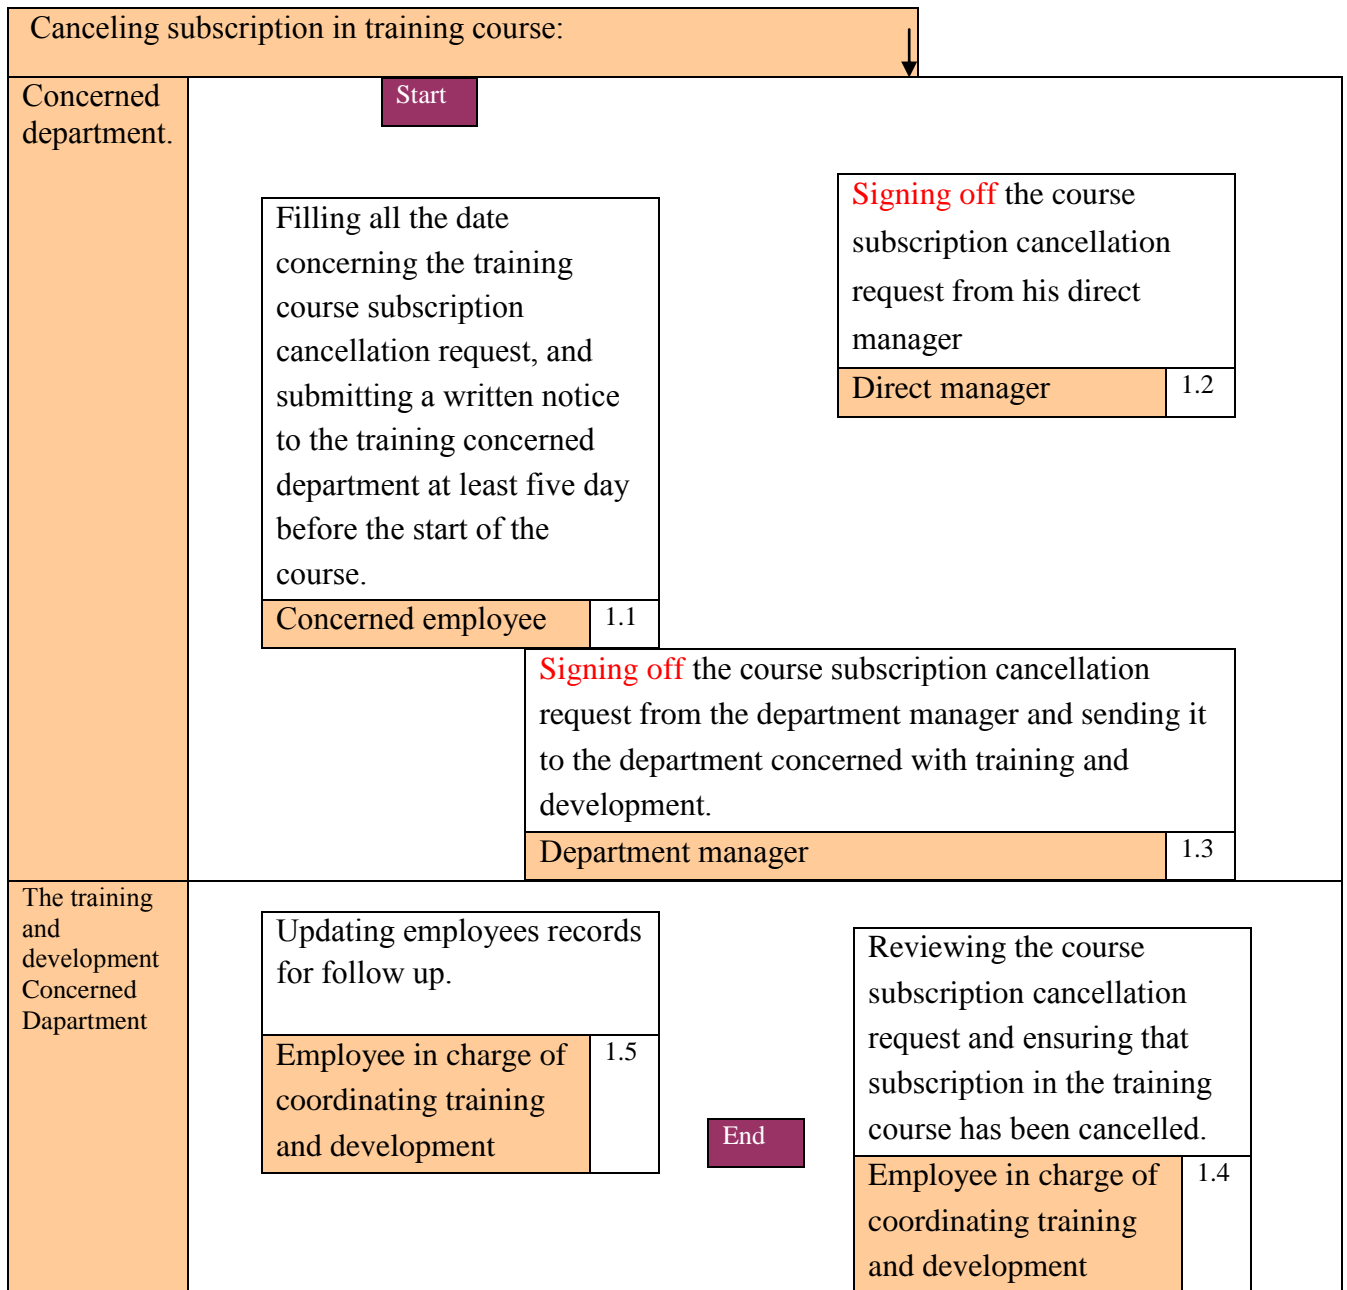 Canceling subscription in training course:
Concerned
department.
Start
Filling all the date
concerning the training
course subscription
cancellation request, and
submitting a written notice
to the training concerned
department at least five day
before the start of the
course.
Concerned employee
1.1
Signing off the course
subscription cancellation
request from his direct
manager
Direct manager
1.2
Signing off the course subscription cancellation
request from the department manager and sending it
to the department concerned with training and
development.
Department manager
1.3
The training
and
development
Concerned
Dapartment
Updating employees records
for follow up.
Employee in charge of
coordinating training
and development
1.5
End
Reviewing the course
subscription cancellation
request and ensuring that
subscription in the training
course has been cancelled.
Employee in charge of
coordinating training
and development
1.4